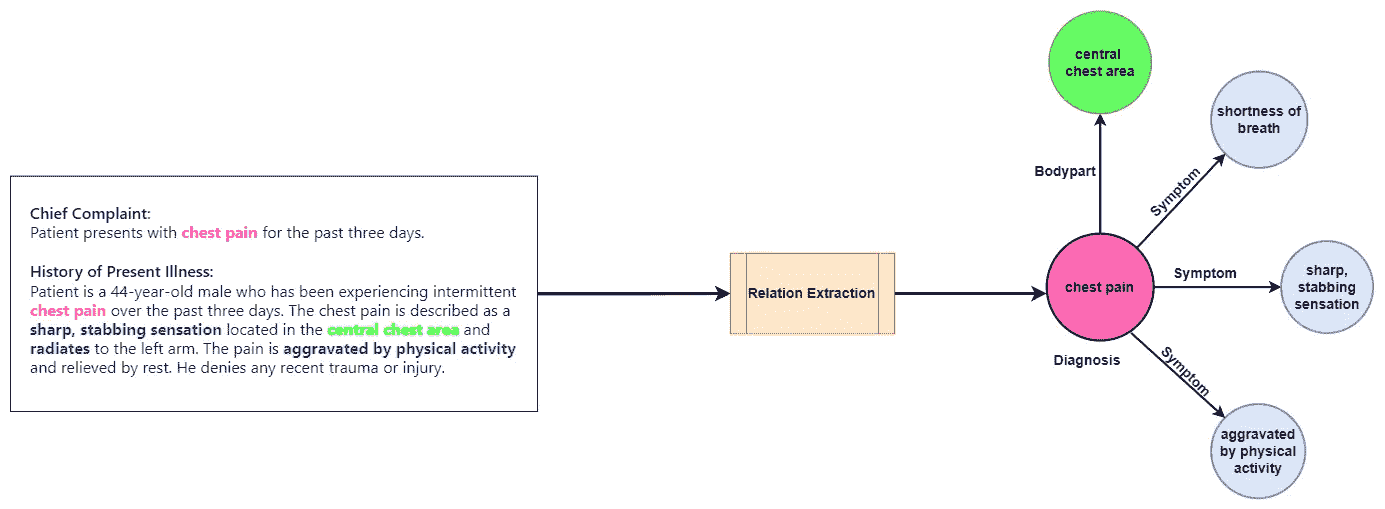 Chief Complaint:
Patient presents with chest pain for the past three days.
History of Present Illness:
Patient is a 44-year-old male who has been experiencing intermittent
chest pain over the past three days. The chest pain is described as a
sharp, stabbing sensation located in the central chest area and
radiates to the left arm. The pain is aggravated by physical activity
and relieved by rest. He denies any recent trauma or injury.
Relation Extraction
central
chest area
Bodypart
shortness of
breath
Symptom
chest pain
Symptom
sharp,
stabbing
sensation
Diagnosis
Symptom
aggravated
by physical
activity